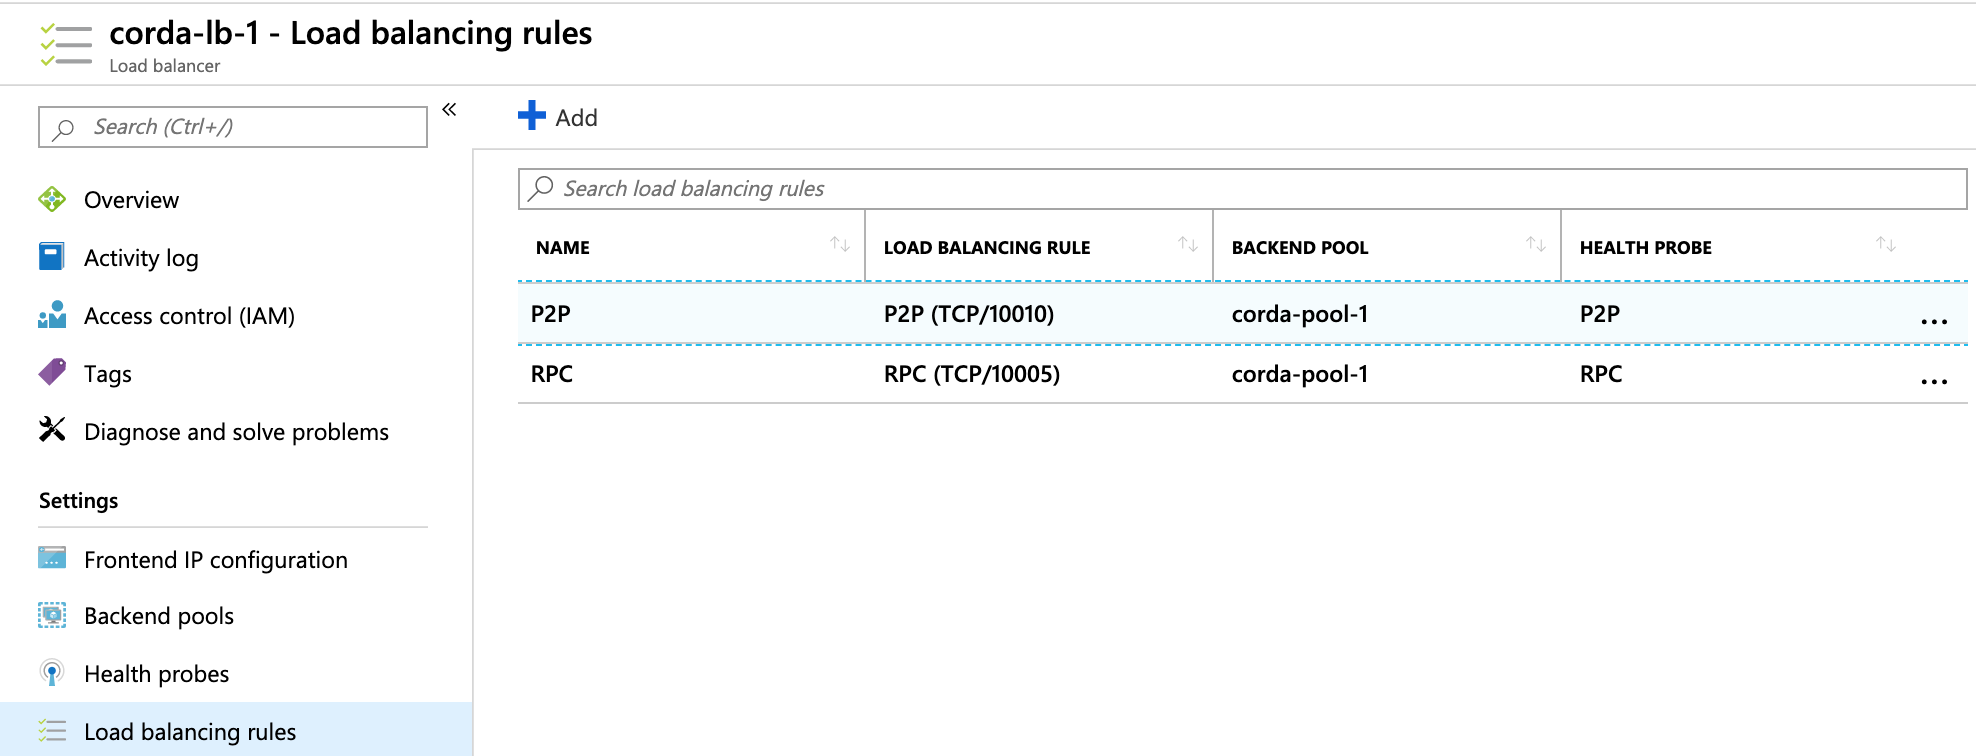 corda-lb-1 - Load balancing rules
Load balancer
Search (Ctrl+/)
«
Overview
Activity log
Access control (IAM)
Tags
Diagnose and solve problems
Settings
Frontend IP configuration
Backend pools
Health probes
Load balancing rules
Add
Search load balancing rules
NAME LOAD BALANCING RULE BACKEND POOL HEALTH PROBE
P2P P2P (TCP/10010) corda-pool-1 P2P ...
RPC RPC (TCP/10005) corda-pool-1 RPC ...